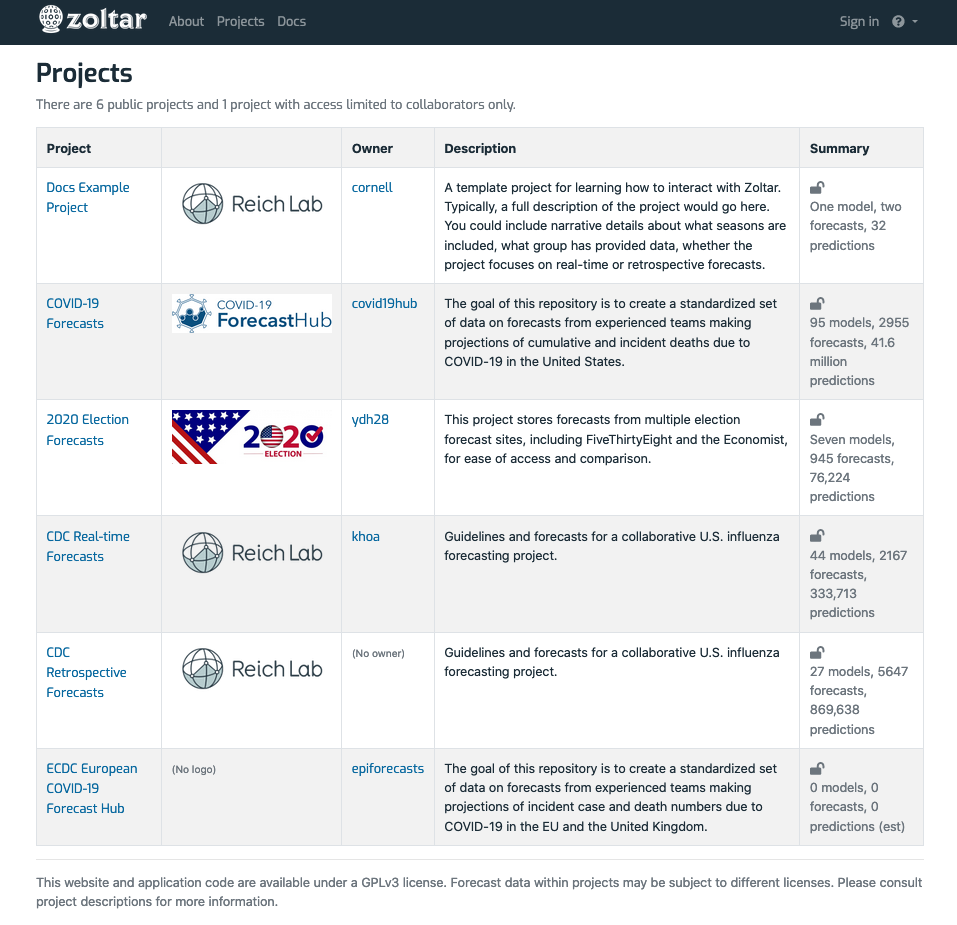 zoltar About Projects Docs Sign in
Projects
There are 6 public projects and 1 project with access limited to collaborators only.
Project Owner Description Summary
Docs Example
Project
Reich Lab
cornell
A template project for learning how to interact with Zoltar.
Typically, a full description of the project would go here.
You could include narrative details about what seasons are
included, what group has provided data, whether the
project focuses on real-time or retrospective forecasts.
One model, two
forecasts, 32
predictions
COVID-19
Forecasts
COVID-19
ForecastHub
covid19hub
The goal of this repository is to create a standardized set
of data on forecasts from experienced teams making
projections of cumulative and incident deaths due to
COVID-19 in the United States.
95 models, 2955
forecasts, 41.6
million
predictions
2020 Election
Forecasts
2020
ELECTION
ydh28
This project stores forecasts from multiple election
forecast sites, including FiveThirtyEight and the Economist,
for ease of access and comparison.
Seven models,
945 forecasts,
76,224
predictions
CDC Real-time
Forecasts
Reich Lab
khoa
Guidelines and forecasts for a collaborative U.S. influenza
forecasting project.
44 models, 2167
forecasts,
333,713
predictions
CDC
Retrospective
Forecasts
Reich Lab
(No owner)
Guidelines and forecasts for a collaborative U.S. influenza
forecasting project.
27 models, 5647
forecasts,
869,638
predictions
ECDC European
COVID-19
Forecast Hub
(No logo)
epiforecasts
The goal of this repository is to create a standardized set
of data on forecasts from experienced teams making
projections of incident case and death numbers due to
COVID-19 in the EU and the United Kingdom.
0 models, 0
forecasts, 0
predictions (est)
This website and application code are available under a GPLv3 license. Forecast data within projects may be subject to different licenses. Please consult
project descriptions for more information.